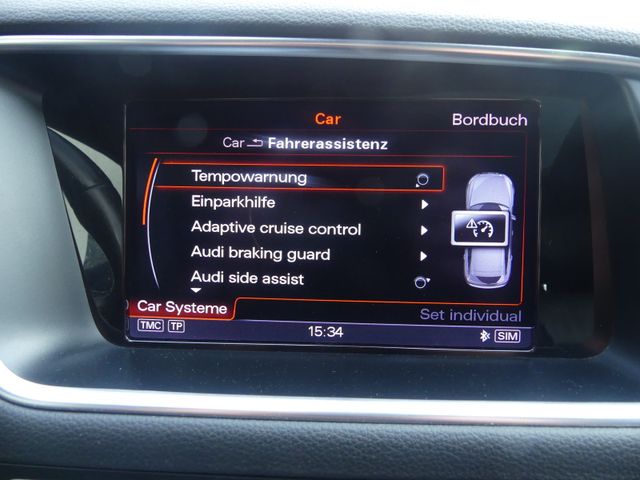 Car
Bordbuch
Car Fahrerassistenz
Tempowarnung
Einparkhilfe
Adaptive cruise control
Audi braking guard
Audi side assist
Car Systeme
Set individual
TMC TP
15:34
SIM